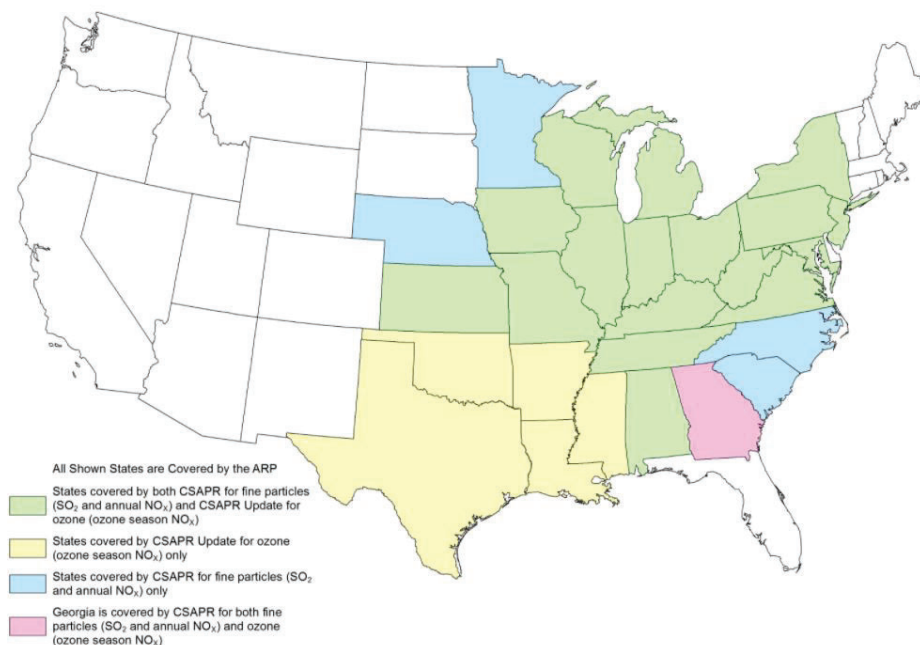 All Shown States are Covered by the ARP
States covered by both CSAPR for fine particles
(SO₂ and annual NOₓ) and CSAPR Update for
ozone (ozone season NOₓ)
States covered by CSAPR Update for ozone
(ozone season NOₓ) only
States covered by CSAPR for fine particles (SO₂
and annual NOₓ) only
Georgia is covered by CSAPR for both fine
particles (SO₂ and annual NOₓ) and ozone
(ozone season NOₓ)